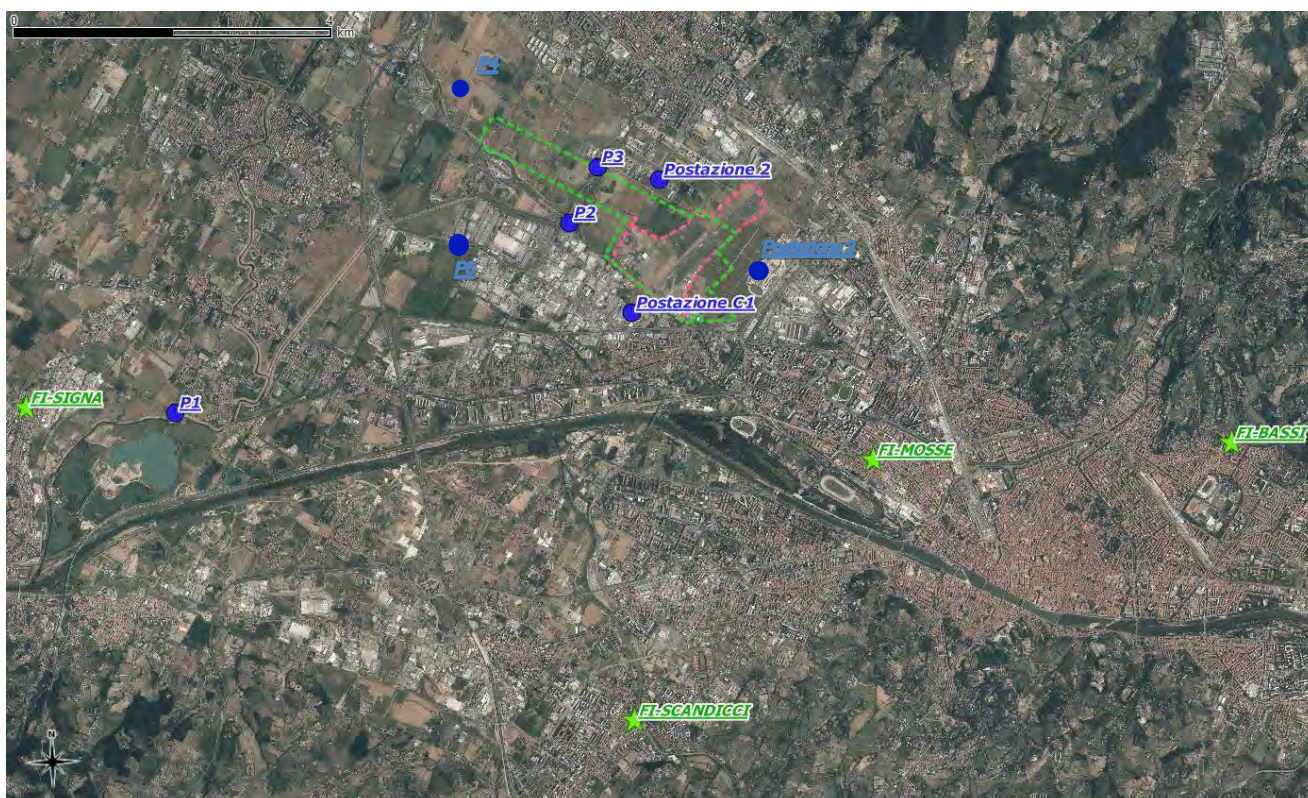 0 4
km
P4
P3
Postazione 2
P2
Postazione 3
Postazione C1
FI-SIGNA
P1
FI-BASSI
FI-MOSSE
FI-SCANDICCI
N